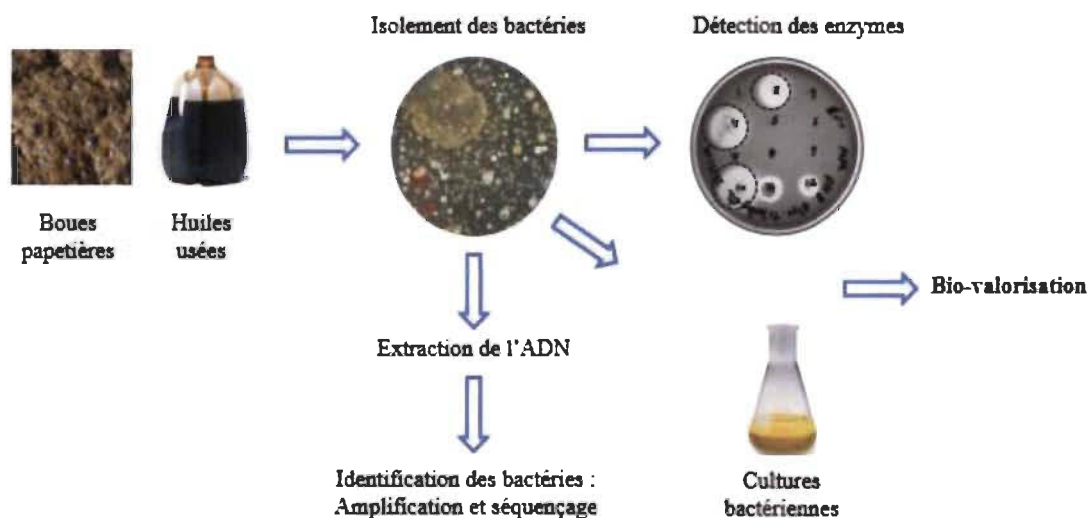 Isolement des bactéries
Détection des enzymes
Boues
papetières
Huiles
usées
Bio-valorisation
Extraction de l'ADN
Identification des bactéries :
Amplification et séquençage
Cultures
bactériennes